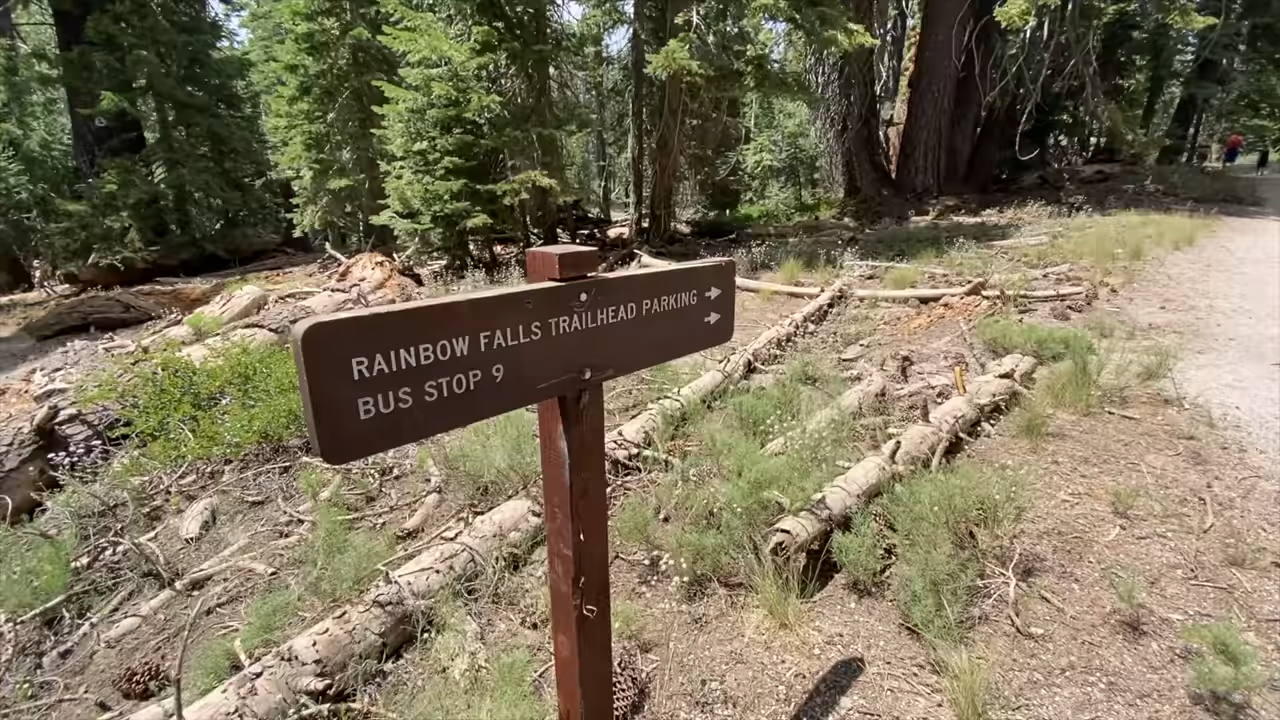 RAINBOW FALLS TRAILHEAD PARKING →
BUS STOP 9 →